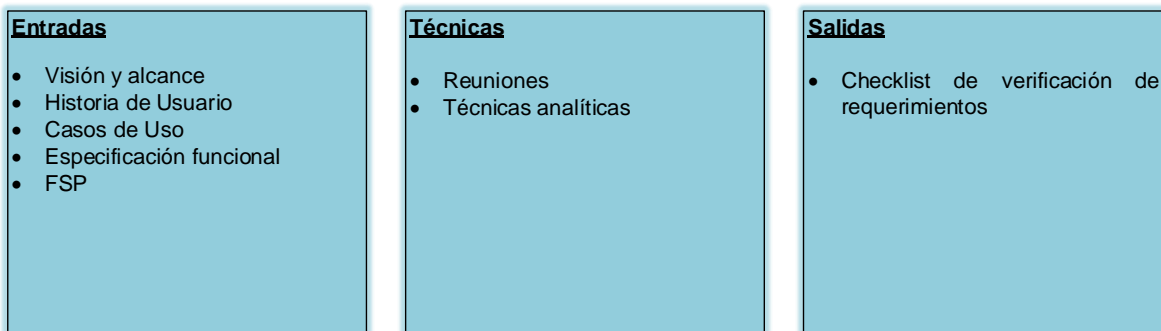 Entradas
• Visión y alcance
• Historia de Usuario
• Casos de Uso
• Especificación funcional
• FSP
Técnicas
• Reuniones
• Técnicas analíticas
Salidas
• Checklist de verificación de
requerimientos